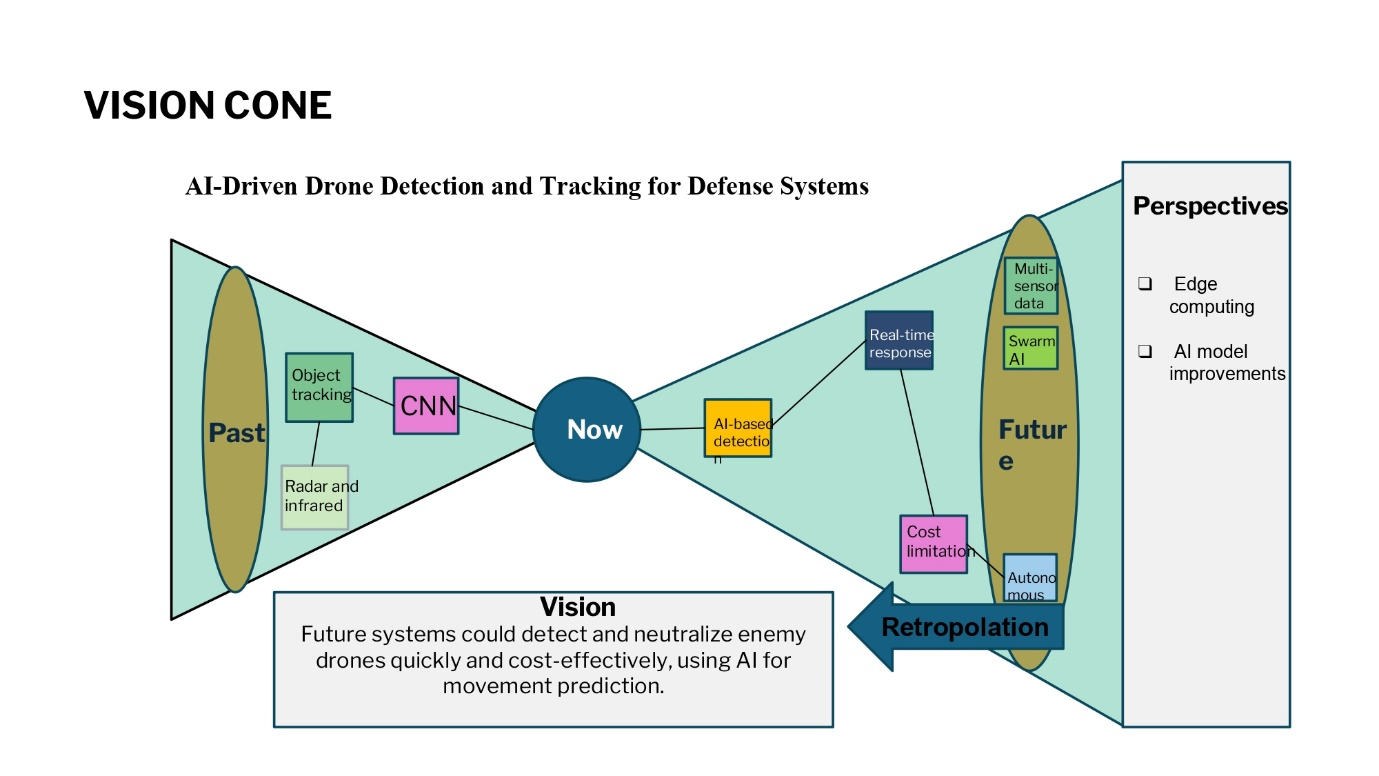 VISION CONE
AI-Driven Drone Detection and Tracking for Defense Systems
Past
Object
tracking
Radar and
infrared
CNN
Now
AI-based
detectio
n
Real-time
response
Cost
limitation
Multi-
sensor
data
Swarm
AI
Futur
e
Autono
mous
Retropolation
Perspectives
❑ Edge
computing
❑ AI model
improvements
Vision
Future systems could detect and neutralize enemy
drones quickly and cost-effectively, using AI for
movement prediction.